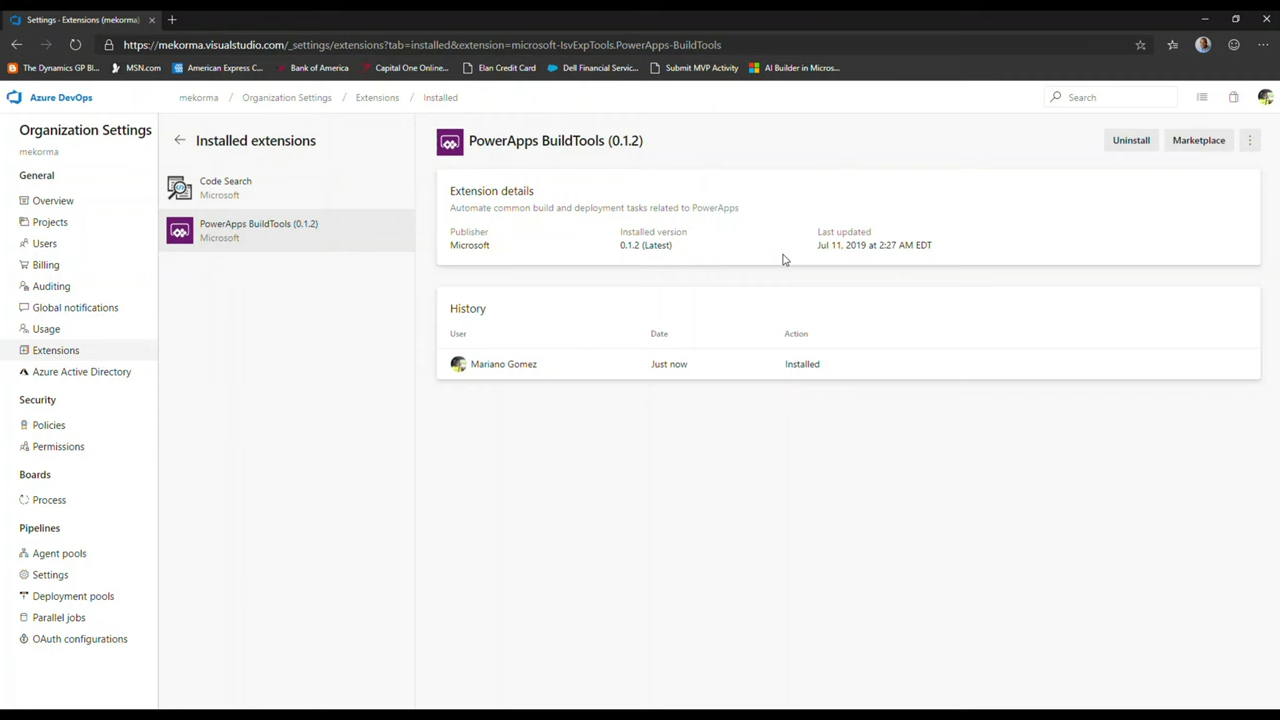 Settings - Extensions (mekorma)
https://mekorma.visualstudio.com/_settings/extensions?tab=installed&extension=microsoft-IsvExpTools.PowerApps-BuildTools
The Dynamics GP Bl... MSN.com American Express C... Bank of America Capital One Online... Elan Credit Card Dell Financial Servic... Submit MVP Activity AI Builder in Micros...
Azure DevOps mekorma / Organization Settings / Extensions / Installed Search
Organization Settings
mekorma
General
Overview
Projects
Users
Billing
Auditing
Global notifications
Usage
Extensions
Azure Active Directory
Security
Policies
Permissions
Boards
Process
Pipelines
Agent pools
Settings
Deployment pools
Parallel jobs
OAuth configurations
Installed extensions
Code Search
Microsoft
PowerApps BuildTools (0.1.2)
Microsoft
PowerApps BuildTools (0.1.2) Uninstall Marketplace
Extension details
Automate common build and deployment tasks related to PowerApps
Publisher Installed version Last updated
Microsoft 0.1.2 (Latest) Jul 11, 2019 at 2:27 AM EDT
History
User Date Action
Mariano Gomez Just now Installed